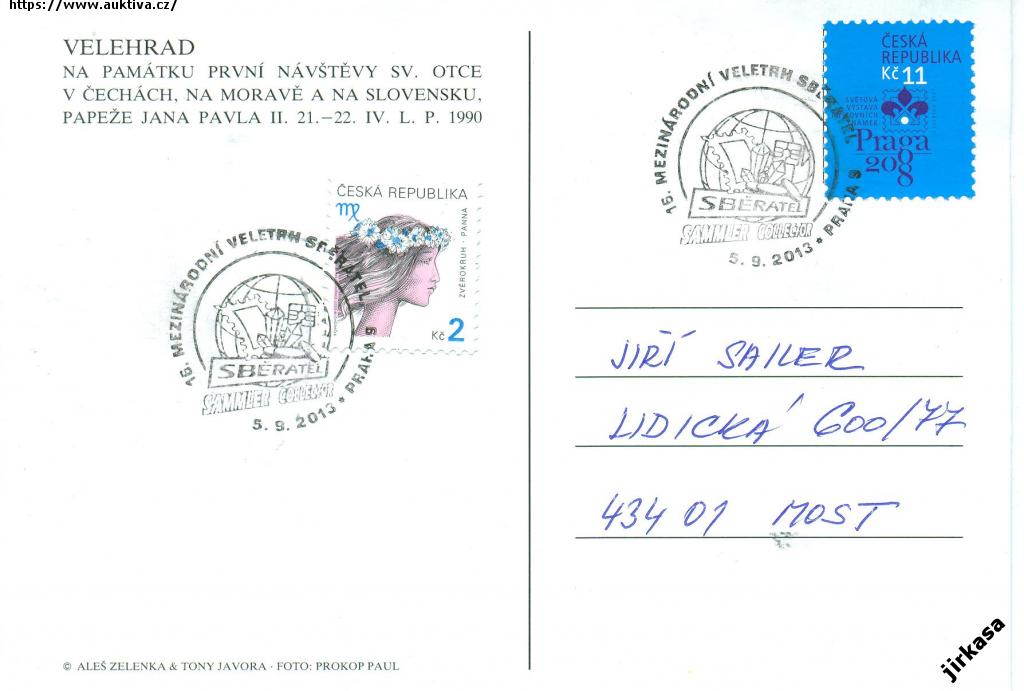 https://www.auktiva.cz/
VELEHRAD
NA PAMÁTKU PRVNÍ NÁVŠTĚVY SV. OTCE
V ČECHÁCH, NA MORAVĚ A NA SLOVENSKU,
PAPEŽE JANA PAVLA II. 21.–22. IV. L. P. 1990
ČESKÁ REPUBLIKA
ZVĚROKRUH · PANNA
Kč 2
16. MEZINÁRODNÍ VELETRH SBĚRATEL
SBĚRATEL
SAMMLER COLLECTOR
5. 9. 2013 * PRAHA 9
© ALEŠ ZELENKA & TONY JAVORA · FOTO: PROKOP PAUL
ČESKÁ
REPUBLIKA
Kč 11
SVĚTOVÁ
VÝSTAVA
POŠTOVNÍCH
ZNÁMEK
Praga
2008
16. MEZINÁRODNÍ VELETRH SBĚRATEL
SBĚRATEL
SAMMLER COLLECTOR
5. 9. 2013 * PRAHA 9
JIŘÍ SAILER
LIDICKÁ 600/77
434 01 MOST
jirkasa